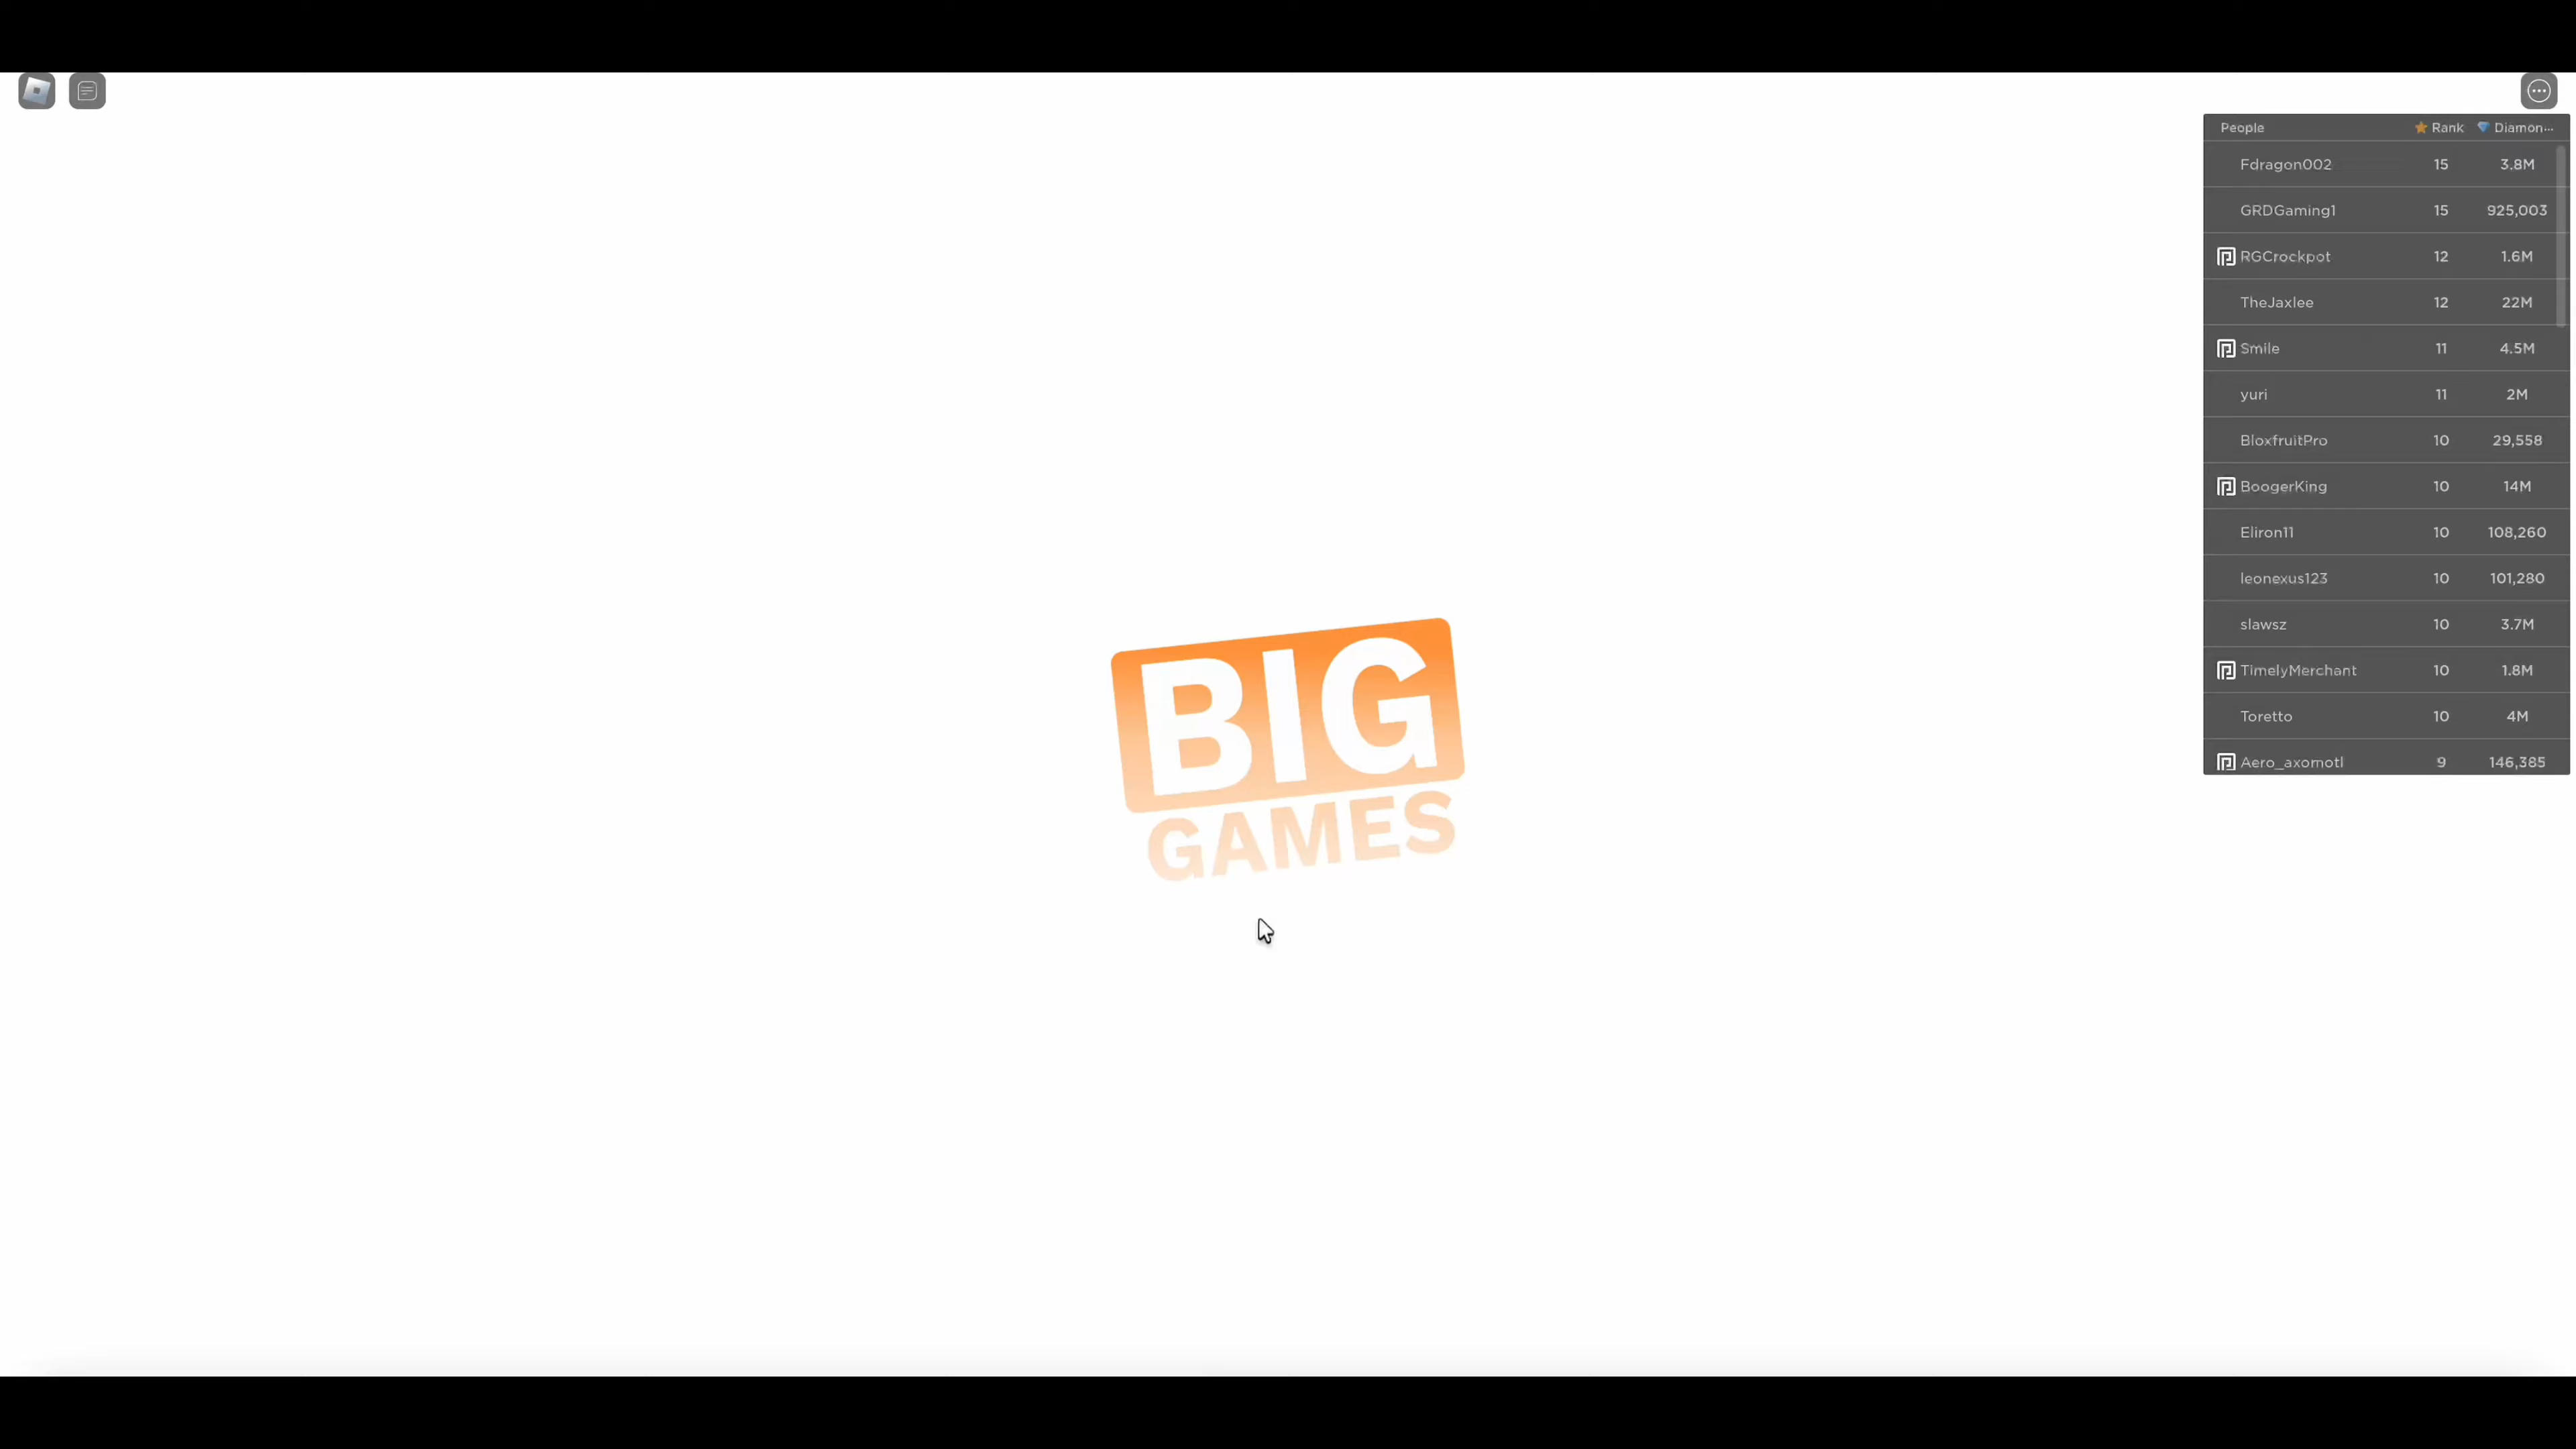 People Rank Diamon...
Fdragon002 15 3.8M
GRDGaming1 15 925,003
RGCrockpot 12 1.6M
TheJaxlee 12 22M
Smile 11 4.5M
yuri 11 2M
BloxfruitPro 10 29,558
BoogerKing 10 14M
Eliron11 10 108,260
leonexus123 10 101,280
slawsz 10 3.7M
TimelyMerchant 10 1.8M
Toretto 10 4M
Aero_axomotl 9 146,385
BIG
GAMES